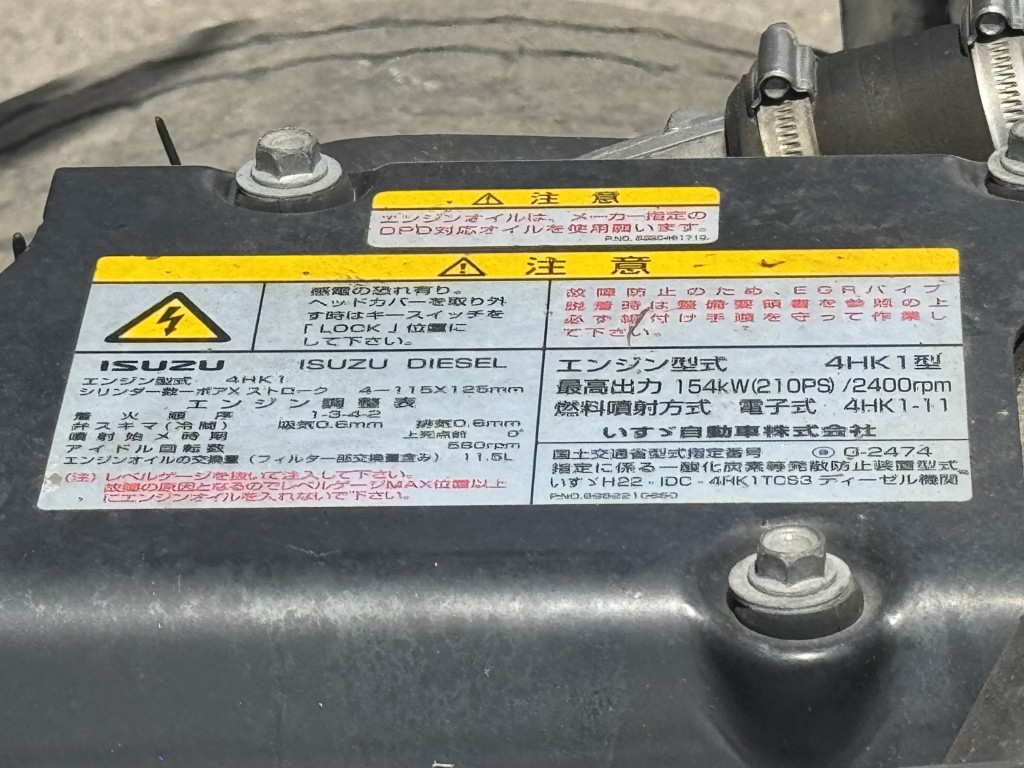 注意
エンジンオイルは、メーカー指定の
DPD対応オイルを使用願います。
注意
感電の恐れ有り。
ヘッドカバーを取り外
す時はキースイッチを
「LOCK」位置に
して下さい。
故障防止のため、EGRパイプ
脱着時は整備要領書を参照の上
必ず締付け手順を守って作業し
て下さい。
ISUZU ISUZU DIESEL
エンジン型式 4HK1
シリンダー数－ボア×ストローク 4－115×125mm
エンジン調整表
着火順序 1-3-4-2
弁スキマ(冷間) 吸気0.4mm 排気0.4mm
噴射始メ時期 上死点前 0°
アイドル回転数 580rpm
エンジンオイルの交換量(フィルター部交換量含み) 11.5L
(注)レベルゲージを抜いて注入して下さい。
故障の原因となるのでレベルゲージMAX位置以上
にエンジンオイルを入れないで下さい。
エンジン型式 4HK1型
最高出力 154kW(210PS)/2400rpm
燃料噴射方式 電子式 4HK1-11
いすゞ自動車株式会社
国土交通省型式指定番号 G-2474
指定に係る一酸化炭素等発散防止装置型式
いすゞH22・IDC・4HK1TCS3 ディーゼル機関